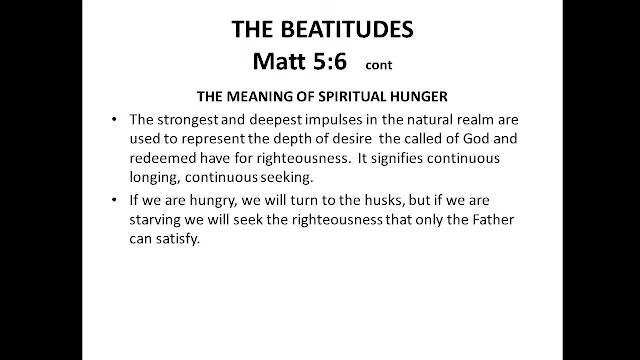 THE BEATITUDES
Matt 5:6 cont
THE MEANING OF SPIRITUAL HUNGER
• The strongest and deepest impulses in the natural realm are
used to represent the depth of desire the called of God and
redeemed have for righteousness. It signifies continuous
longing, continuous seeking.
• If we are hungry, we will turn to the husks, but if we are
starving we will seek the righteousness that only the Father
can satisfy.